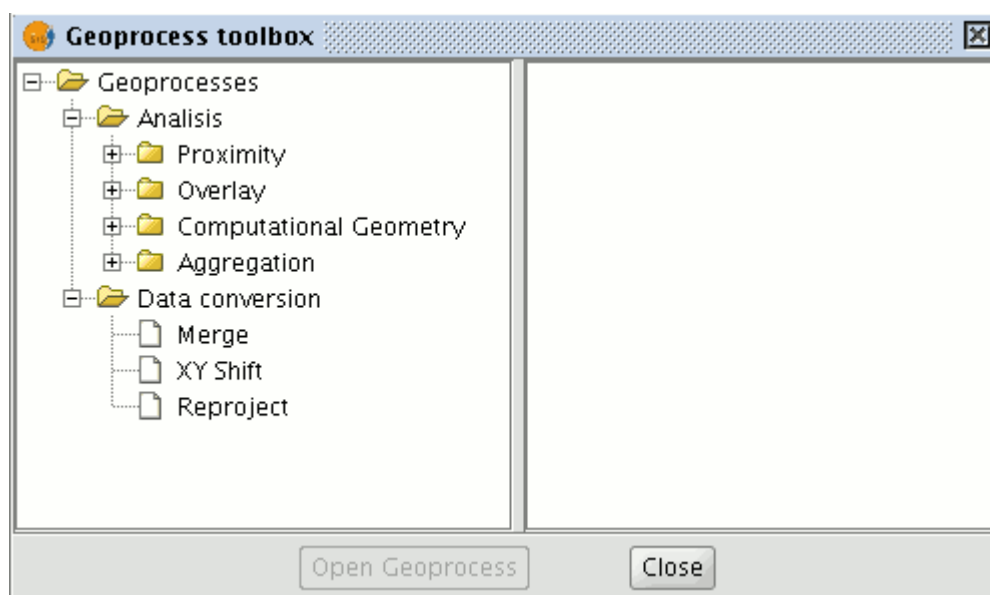 Geoprocess toolbox
Geoprocesses
Analisis
Proximity
Overlay
Computational Geometry
Aggregation
Data conversion
Merge
XY Shift
Reproject
Open Geoprocess
Close